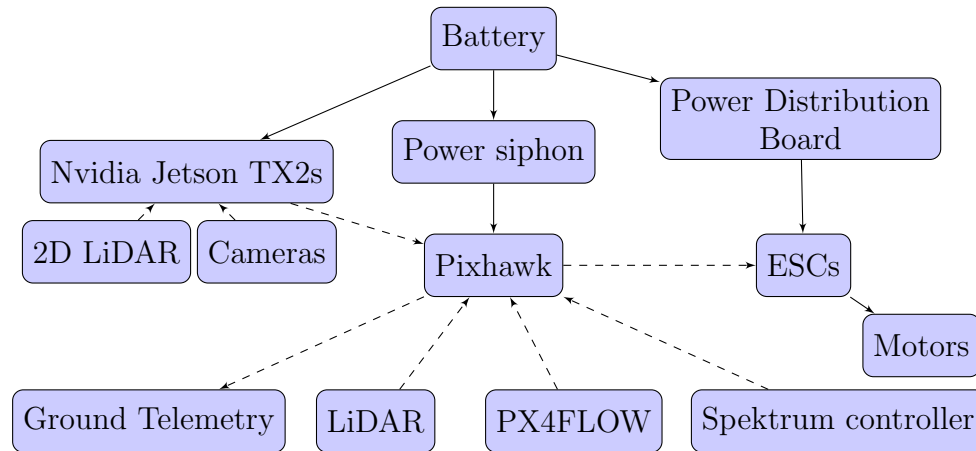 Battery
Power Distribution
Board
Power siphon
Nvidia Jetson TX2s
2D LiDAR
Cameras
Pixhawk
ESCs
Motors
Ground Telemetry
LiDAR
PX4FLOW
Spektrum controller